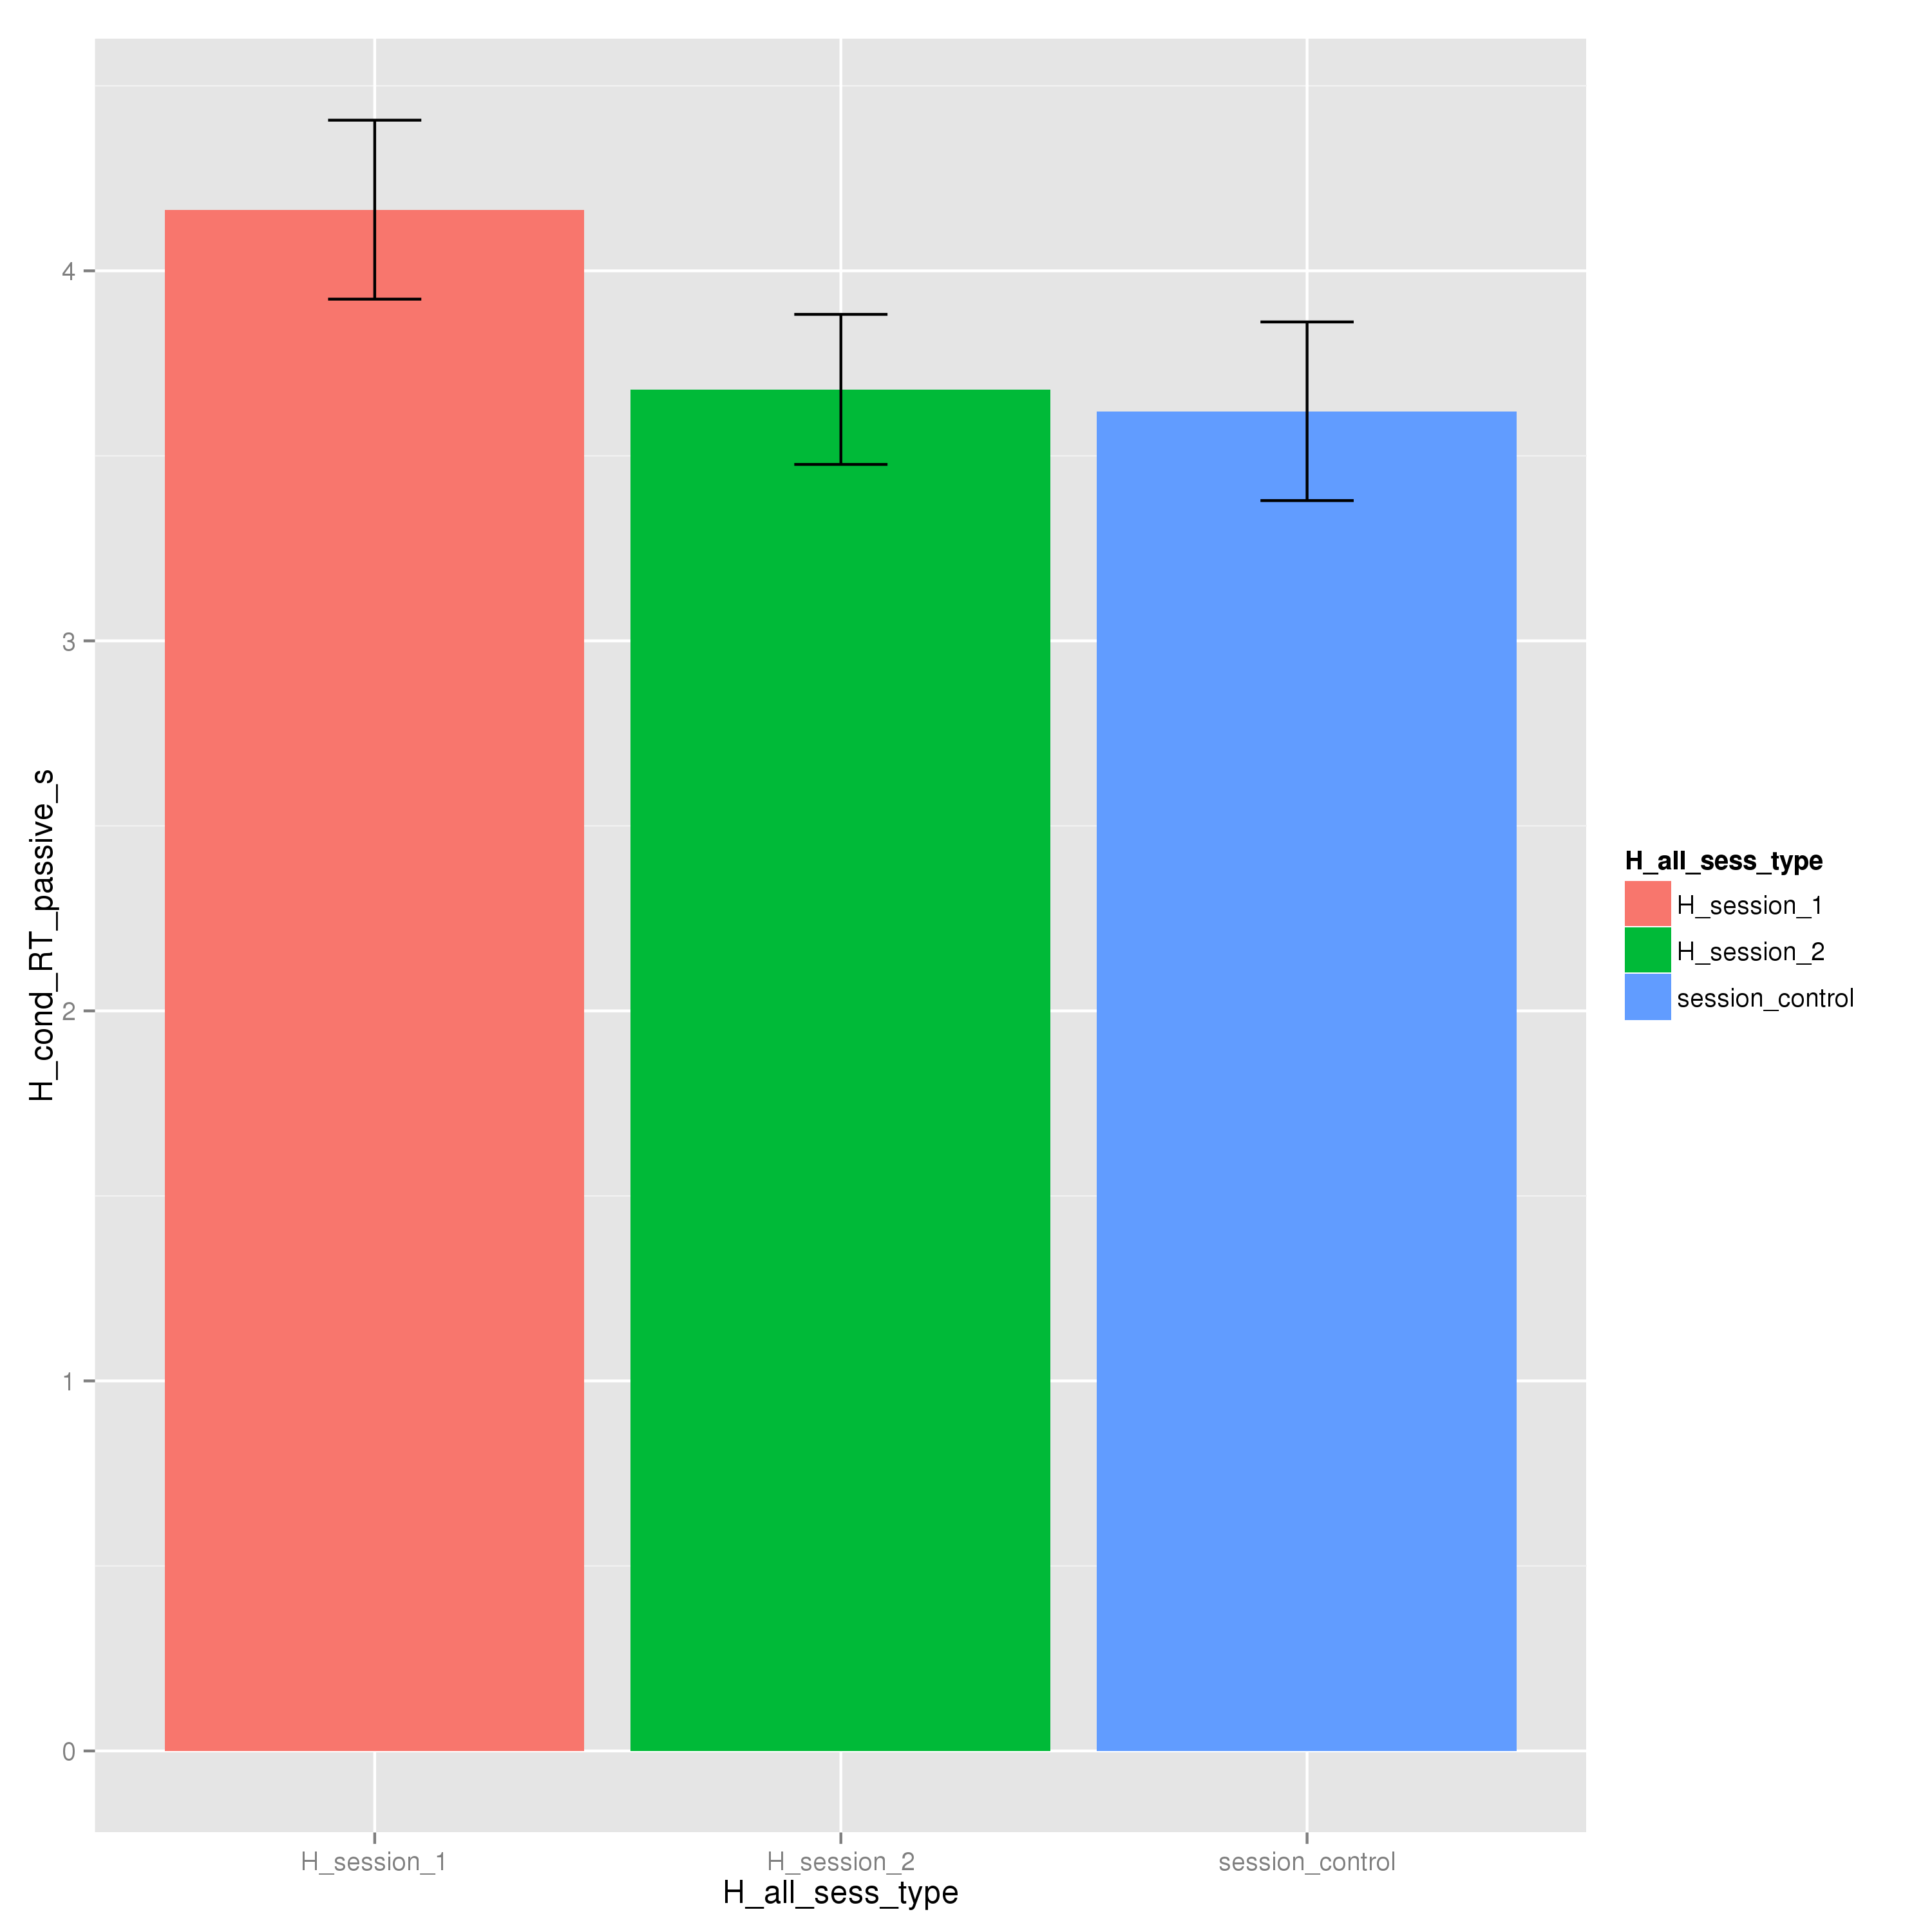 H_cond_RT_passive_s
4
3
2
1
0
H_session_1
H_session_2
session_control
H_all_sess_type
H_all_sess_type
H_session_1
H_session_2
session_control